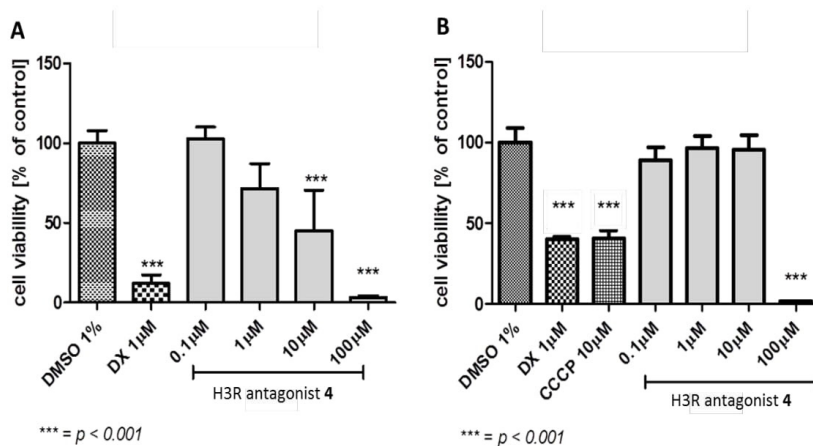 A
cell viabillity [% of control]
150
100
50
0
***
***
***
DMSO 1%
DX 1µM
0.1µM
1µM
10µM
100µM
H3R antagonist 4
*** = p < 0.001
B
cell viabillity [% of control]
150
100
50
0
***
***
***
DMSO 1%
DX 1µM
CCCP 10µM
0.1µM
1µM
10µM
100µM
H3R antagonist 4
*** = p < 0.001